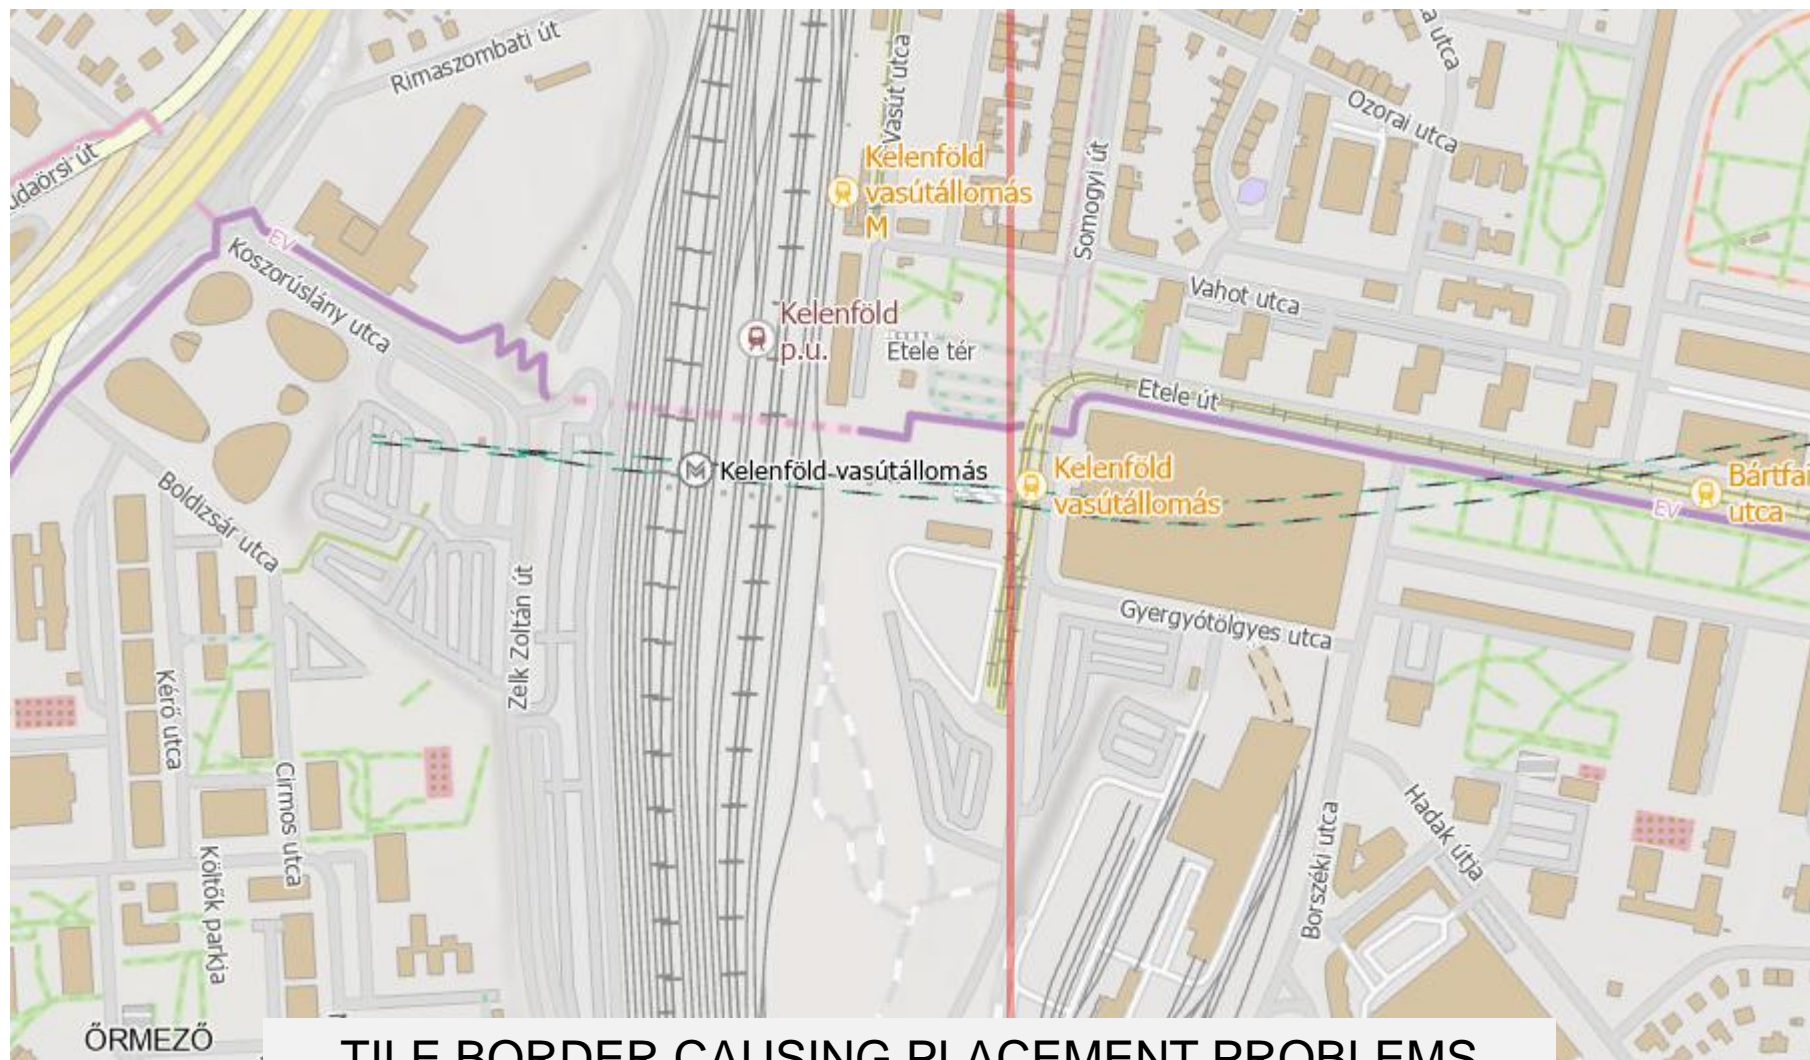 Rimaszombati út
Vasút utca
a utca
Ozorai utca
Kelenföld
vasútállomás
M
udaörsi út
Somogyi út
EV
Koszorúslány utca
Vahot utca
Kelenföld
p.u.
Etele tér
Etele út
Kelenföld vasútállomás
Kelenföld
vasútállomás
Bártfai
utca
EV
Boldizsár utca
Zelk Zoltán út
Gyergyótölgyes utca
Kérő utca
Cirmos utca
Költők parkja
Borszéki utca
Hadak útja
ŐRMEZŐ
TILE BORDER CAUSING PLACEMENT PROBLEMS